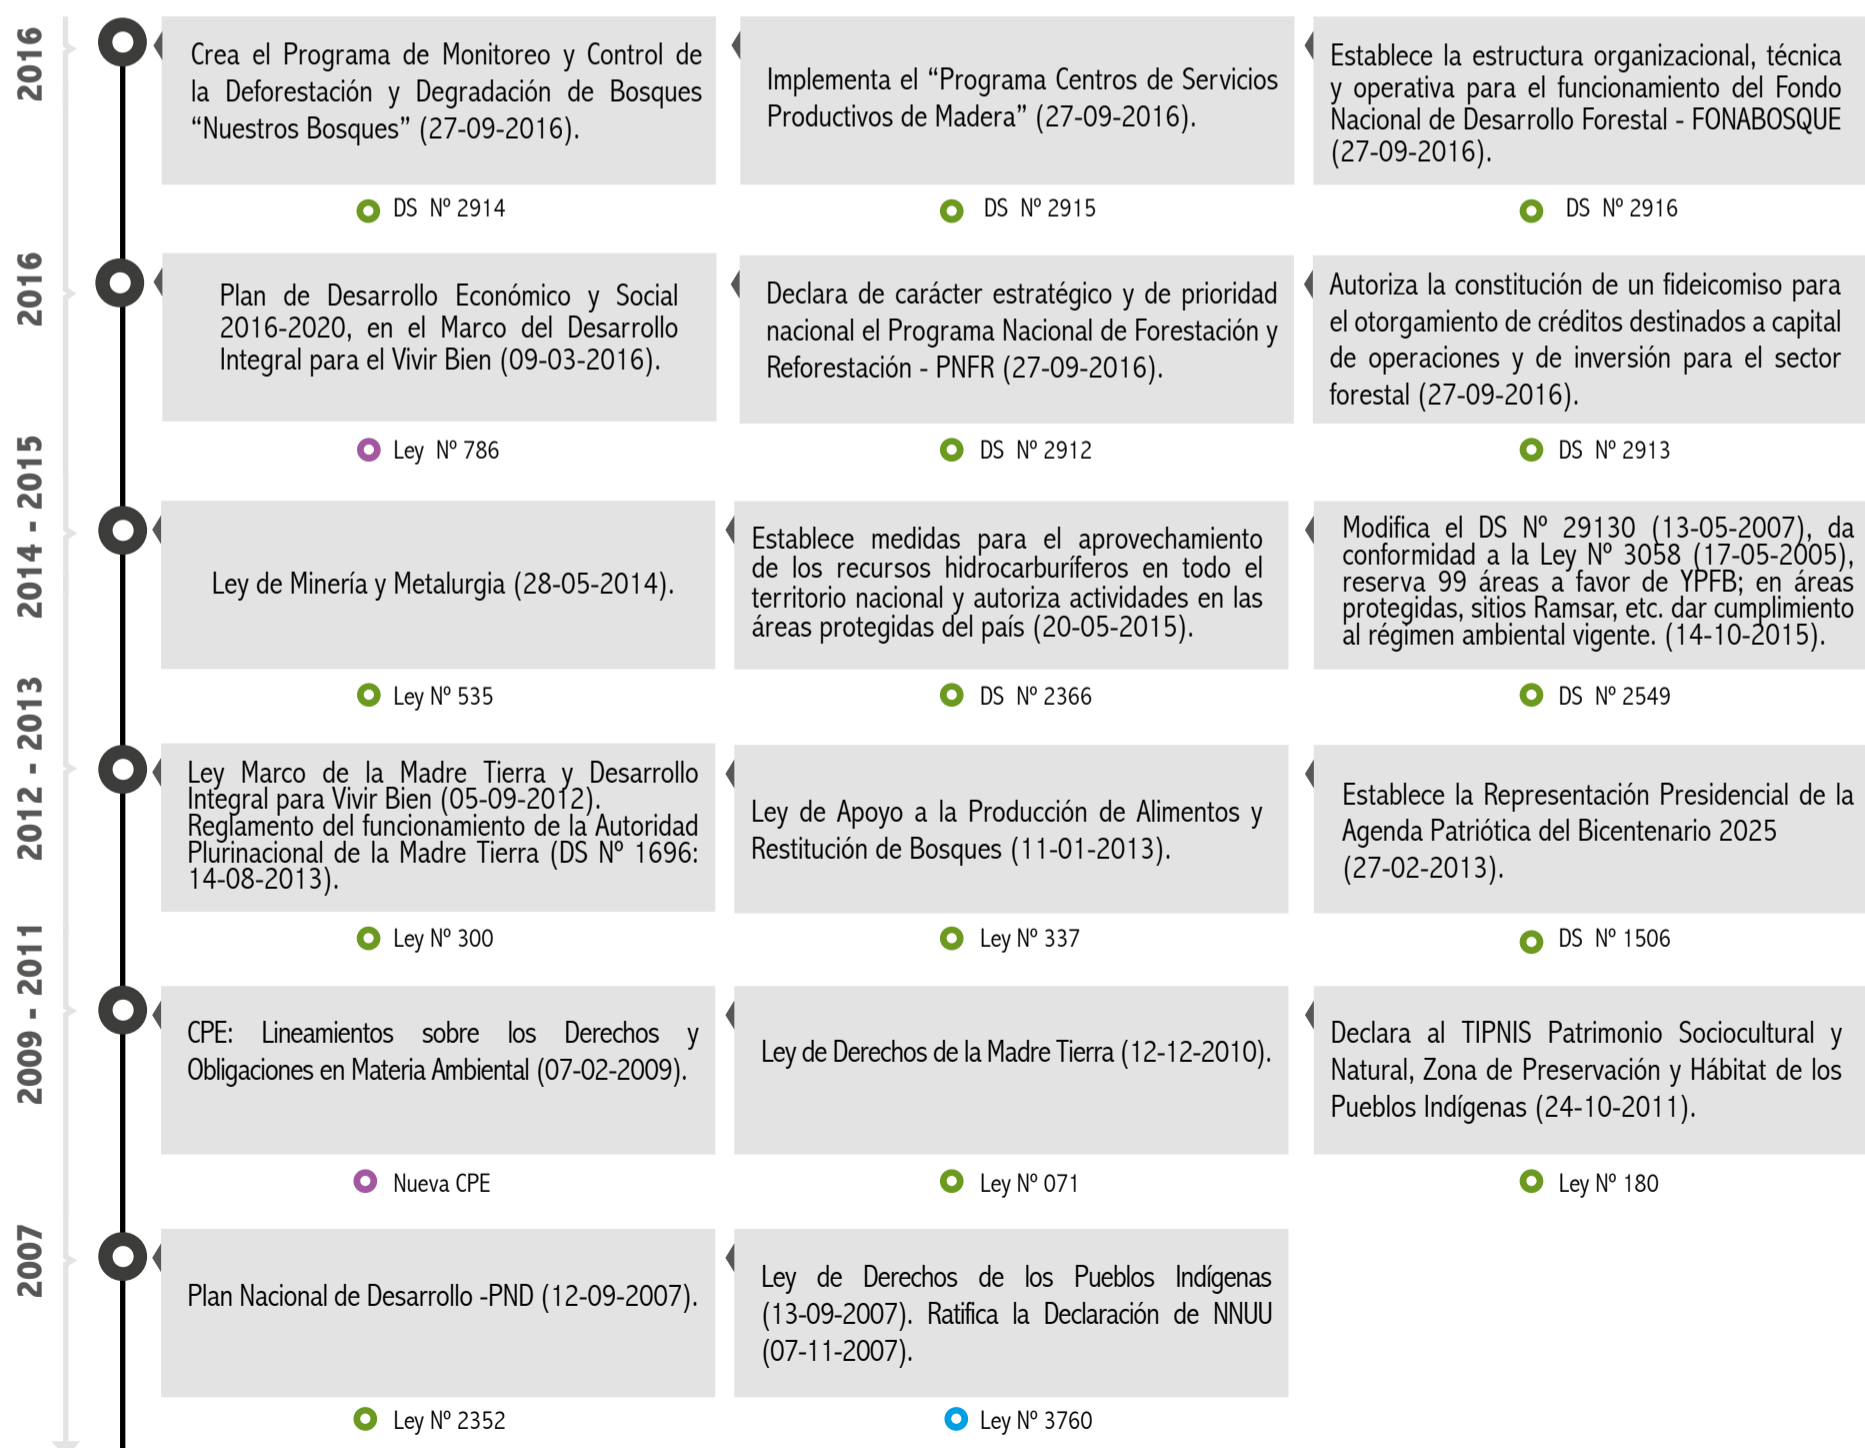 2016
Crea el Programa de Monitoreo y Control de
la Deforestación y Degradación de Bosques
“Nuestros Bosques” (27-09-2016).
DS Nº 2914
Implementa el “Programa Centros de Servicios
Productivos de Madera” (27-09-2016).
DS Nº 2915
Establece la estructura organizacional, técnica
y operativa para el funcionamiento del Fondo
Nacional de Desarrollo Forestal - FONABOSQUE
(27-09-2016).
DS Nº 2916
2016
Plan de Desarrollo Económico y Social
2016-2020, en el Marco del Desarrollo
Integral para el Vivir Bien (09-03-2016).
Ley Nº 786
Declara de carácter estratégico y de prioridad
nacional el Programa Nacional de Forestación y
Reforestación - PNFR (27-09-2016).
DS Nº 2912
Autoriza la constitución de un fideicomiso para
el otorgamiento de créditos destinados a capital
de operaciones y de inversión para el sector
forestal (27-09-2016).
DS Nº 2913
2014 - 2015
Ley de Minería y Metalurgia (28-05-2014).
Ley Nº 535
Establece medidas para el aprovechamiento
de los recursos hidrocarburíferos en todo el
territorio nacional y autoriza actividades en las
áreas protegidas del país (20-05-2015).
DS Nº 2366
Modifica el DS Nº 29130 (13-05-2007), da
conformidad a la Ley Nº 3058 (17-05-2005),
reserva 99 áreas a favor de YPFB; en áreas
protegidas, sitios Ramsar, etc. dar cumplimiento
al régimen ambiental vigente. (14-10-2015).
DS Nº 2549
2012 - 2013
Ley Marco de la Madre Tierra y Desarrollo
Integral para Vivir Bien (05-09-2012).
Reglamento del funcionamiento de la Autoridad
Plurinacional de la Madre Tierra (DS Nº 1696:
14-08-2013).
Ley Nº 300
Ley de Apoyo a la Producción de Alimentos y
Restitución de Bosques (11-01-2013).
Ley Nº 337
Establece la Representación Presidencial de la
Agenda Patriótica del Bicentenario 2025
(27-02-2013).
DS Nº 1506
2009 - 2011
CPE: Lineamientos sobre los Derechos y
Obligaciones en Materia Ambiental (07-02-2009).
Nueva CPE
Ley de Derechos de la Madre Tierra (12-12-2010).
Ley Nº 071
Declara al TIPNIS Patrimonio Sociocultural y
Natural, Zona de Preservación y Hábitat de los
Pueblos Indígenas (24-10-2011).
Ley Nº 180
2007
Plan Nacional de Desarrollo -PND (12-09-2007).
Ley Nº 2352
Ley de Derechos de los Pueblos Indígenas
(13-09-2007). Ratifica la Declaración de NNUU
(07-11-2007).
Ley Nº 3760